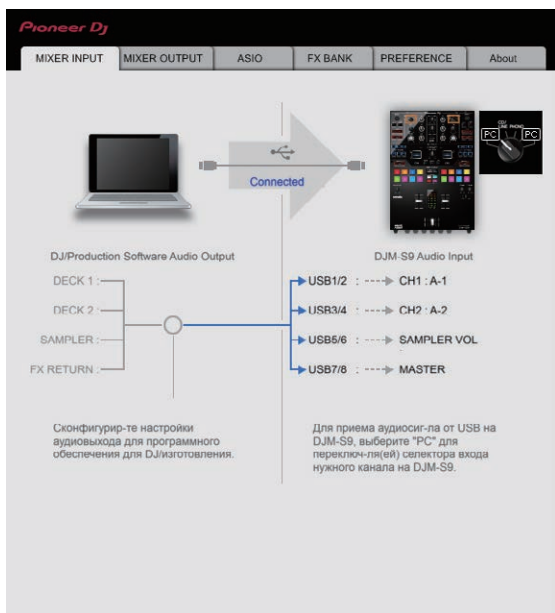 Pioneer Dj
MIXER INPUT
MIXER OUTPUT
ASIO
FX BANK
PREFERENCE
About
CD/
LINE PHONO
PC
PC
Connected
DJ/Production Software Audio Output
DJM-S9 Audio Input
DECK 1 :
DECK 2 :
SAMPLER :
FX RETURN :
USB1/2 : CH1 : A-1
USB3/4 : CH2 : A-2
USB5/6 : SAMPLER VOL
USB7/8 : MASTER
Сконфигурир-те настройки
аудиовыхода для программного
обеспечения для DJ/изготовления.
Для приема аудиосиг-ла от USB на
DJM-S9, выберите "PC" для
переключ-ля(ей) селектора входа
нужного канала на DJM-S9.